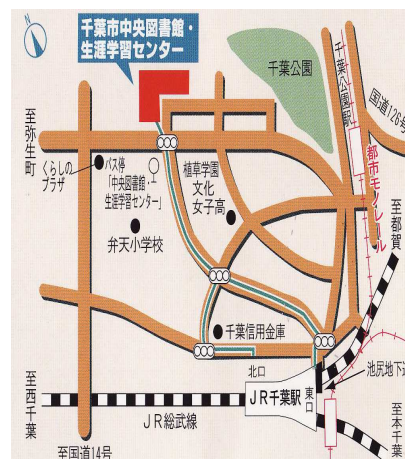 千葉市中央図書館・
生涯学習センター
千葉公園
千葉公園駅
国道126号
至弥生町
くらしの
プラザ
バス停
「中央図書館・
生涯学習センター」
植草学園
文化
女子高
都市モノレール
至都賀
弁天小学校
千葉信用金庫
北口
JR千葉駅
東口
池尻地下道
至西千葉
JR総武線
至本千葉
至国道14号